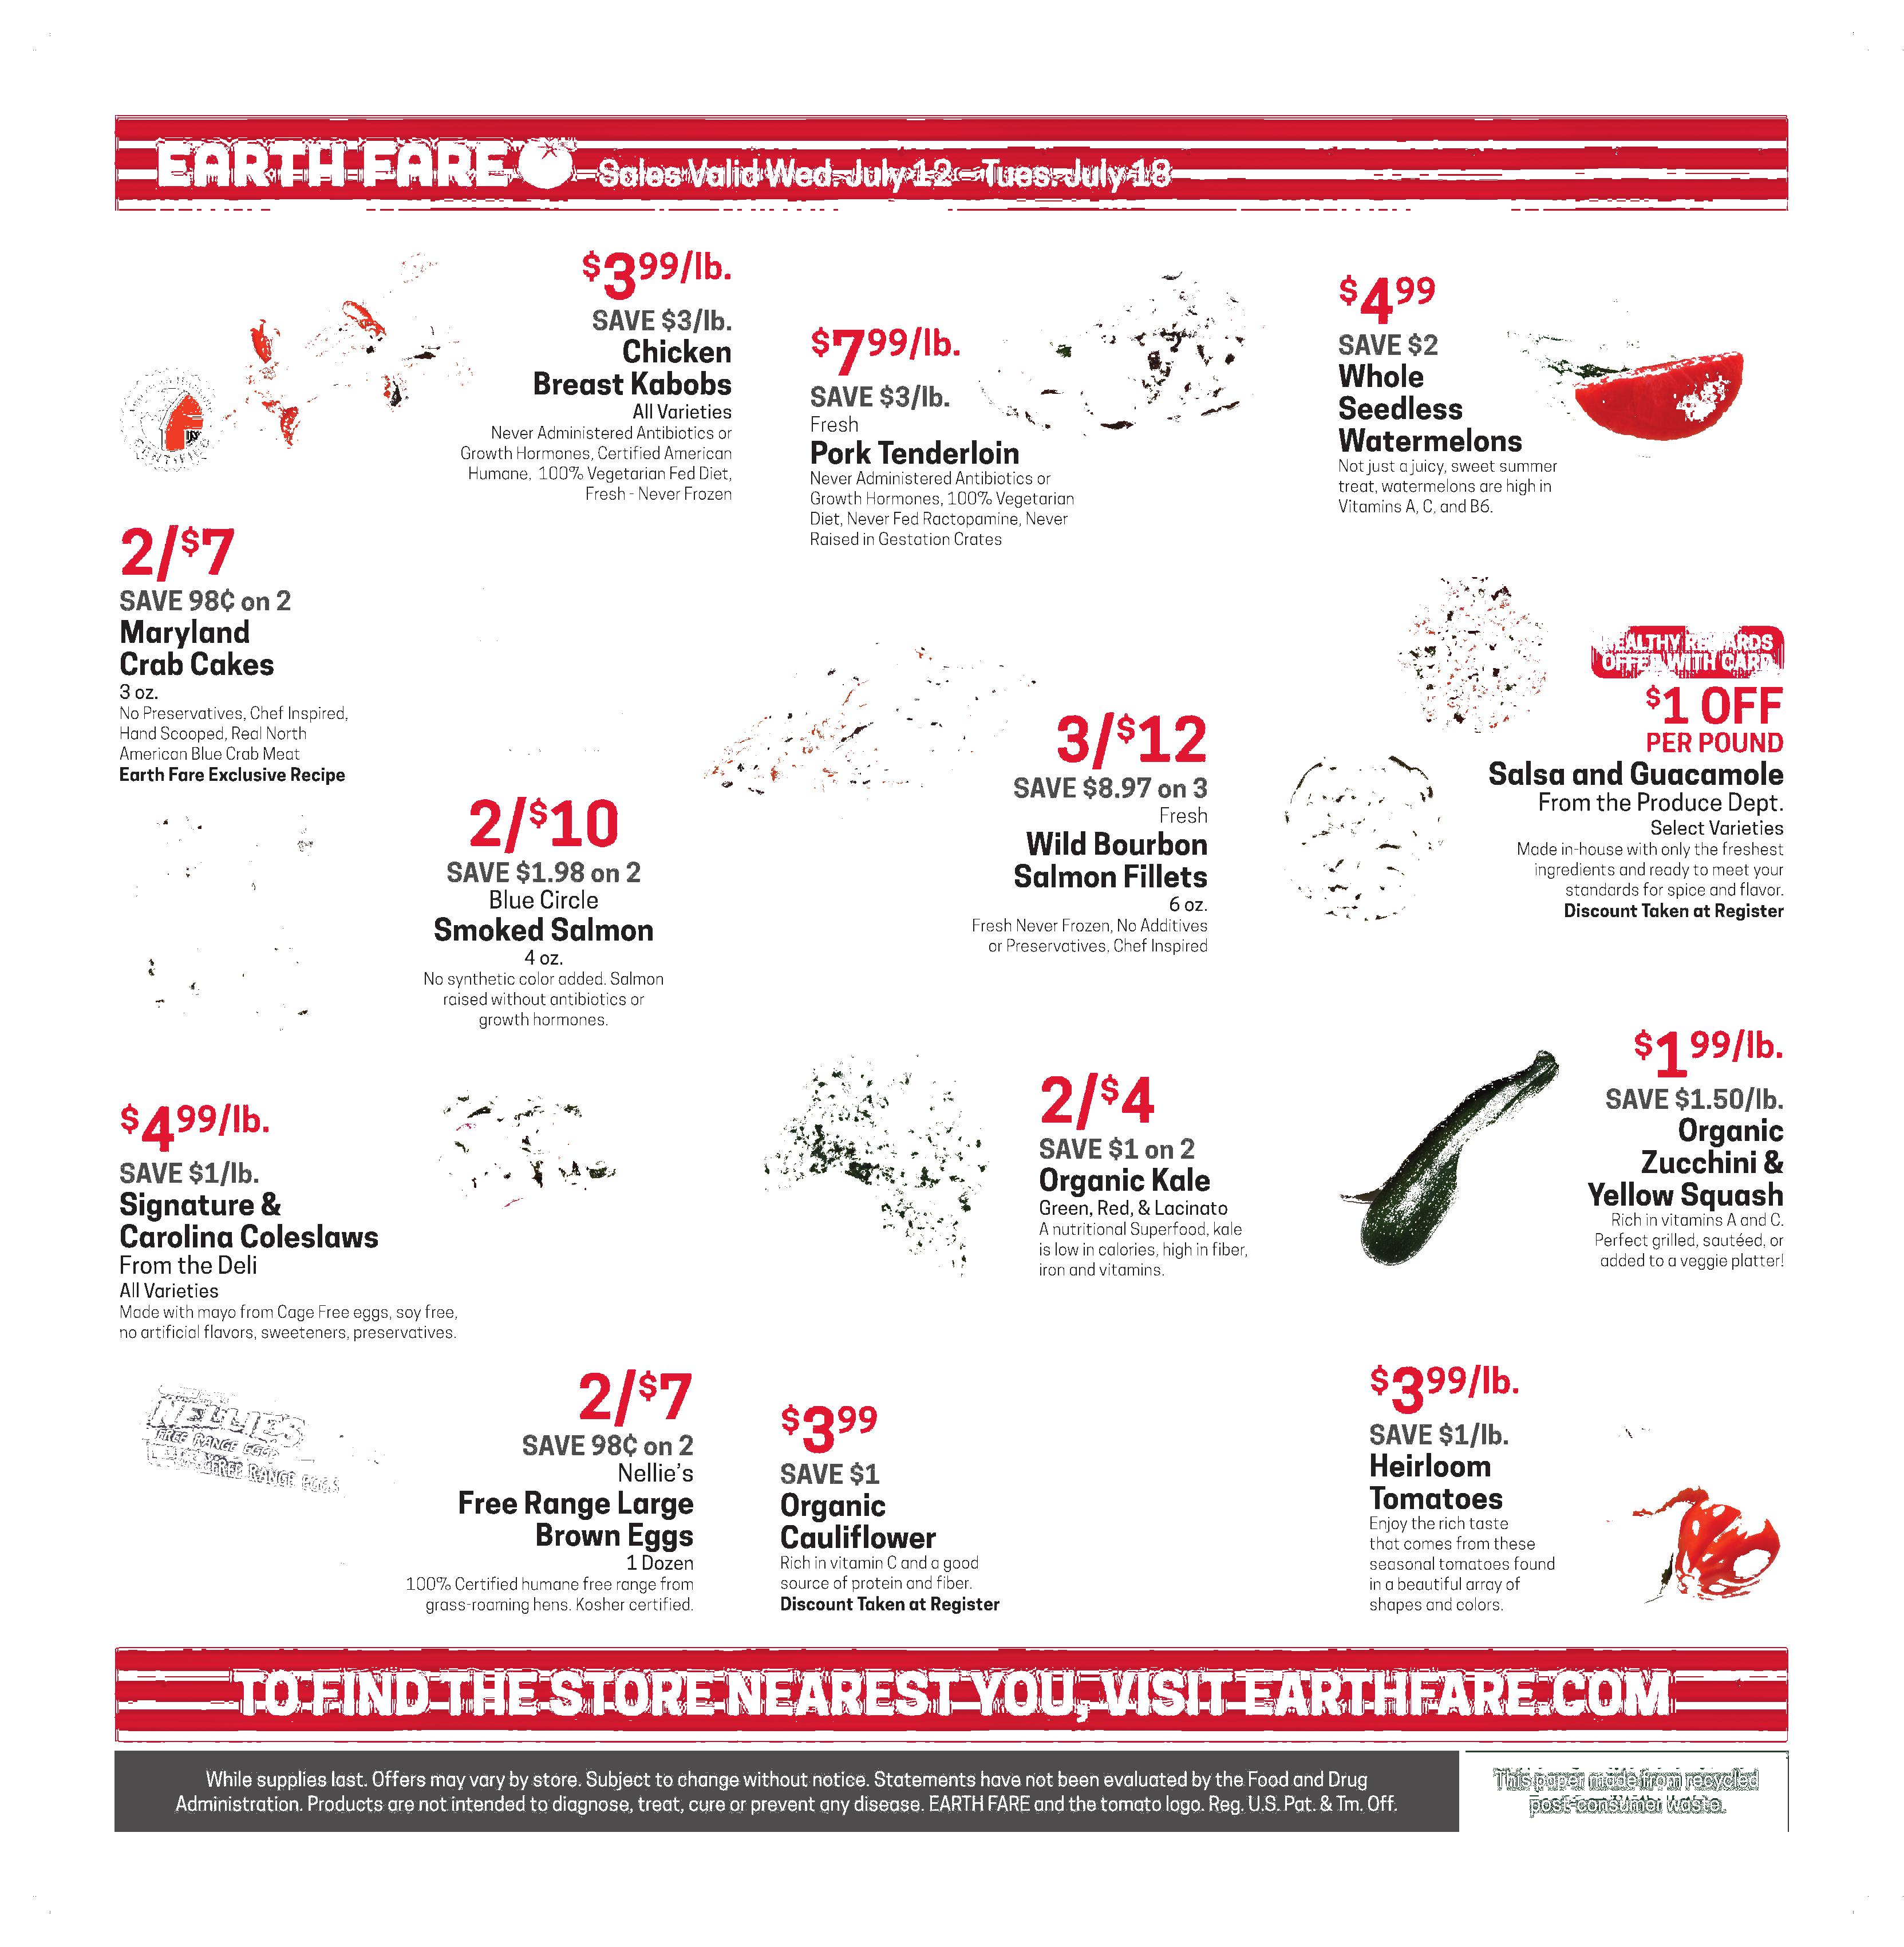 EARTH FARE Sales Valid Wed. July 12 - Tues. July 18
$3 99/lb.
SAVE $3/lb.
Chicken
Breast Kabobs
All Varieties
Never Administered Antibiotics or
Growth Hormones, Certified American
Humane, 100% Vegetarian Fed Diet,
Fresh - Never Frozen
$7 99/lb.
SAVE $3/lb.
Fresh
Pork Tenderloin
Never Administered Antibiotics or
Growth Hormones, 100% Vegetarian
Diet, Never Fed Ractopamine, Never
Raised in Gestation Crates
$4 99
SAVE $2
Whole
Seedless
Watermelons
Not just a juicy, sweet summer
treat, watermelons are high in
Vitamins A, C, and B6.
2/$7
SAVE 98¢ on 2
Maryland
Crab Cakes
3 oz.
No Preservatives, Chef Inspired,
Hand Scooped, Real North
American Blue Crab Meat
Earth Fare Exclusive Recipe
2/$10
SAVE $1.98 on 2
Blue Circle
Smoked Salmon
4 oz.
No synthetic color added. Salmon
raised without antibiotics or
growth hormones.
3/$12
SAVE $8.97 on 3
Fresh
Wild Bourbon
Salmon Fillets
6 oz.
Fresh Never Frozen, No Additives
or Preservatives, Chef Inspired
HEALTHY REWARDS
OFFER WITH CARD
$1 OFF
PER POUND
Salsa and Guacamole
From the Produce Dept.
Select Varieties
Made in-house with only the freshest
ingredients and ready to meet your
standards for spice and flavor.
Discount Taken at Register
$4 99/lb.
SAVE $1/lb.
Signature &
Carolina Coleslaws
From the Deli
All Varieties
Made with mayo from Cage Free eggs, soy free,
no artificial flavors, sweeteners, preservatives.
2/$4
SAVE $1 on 2
Organic Kale
Green, Red, & Lacinato
A nutritional Superfood, kale
is low in calories, high in fiber,
iron and vitamins.
$1 99/lb.
SAVE $1.50/lb.
Organic
Zucchini &
Yellow Squash
Rich in vitamins A and C.
Perfect grilled, sautéed, or
added to a veggie platter!
NELLIE'S
FREE RANGE EGGS
FREE RANGE EGGS
2/$7
SAVE 98¢ on 2
Nellie's
Free Range Large
Brown Eggs
1 Dozen
100% Certified humane free range from
grass-roaming hens. Kosher certified.
$3 99
SAVE $1
Organic
Cauliflower
Rich in vitamin C and a good
source of protein and fiber.
Discount Taken at Register
$3 99/lb.
SAVE $1/lb.
Heirloom
Tomatoes
Enjoy the rich taste
that comes from these
seasonal tomatoes found
in a beautiful array of
shapes and colors.
TO FIND THE STORE NEAREST YOU, VISIT EARTHFARE.COM
While supplies last. Offers may vary by store. Subject to change without notice. Statements have not been evaluated by the Food and Drug
Administration. Products are not intended to diagnose, treat, cure or prevent any disease. EARTH FARE and the tomato logo. Reg. U.S. Pat. & Tm. Off.
This paper made from recycled
post-consumer waste.